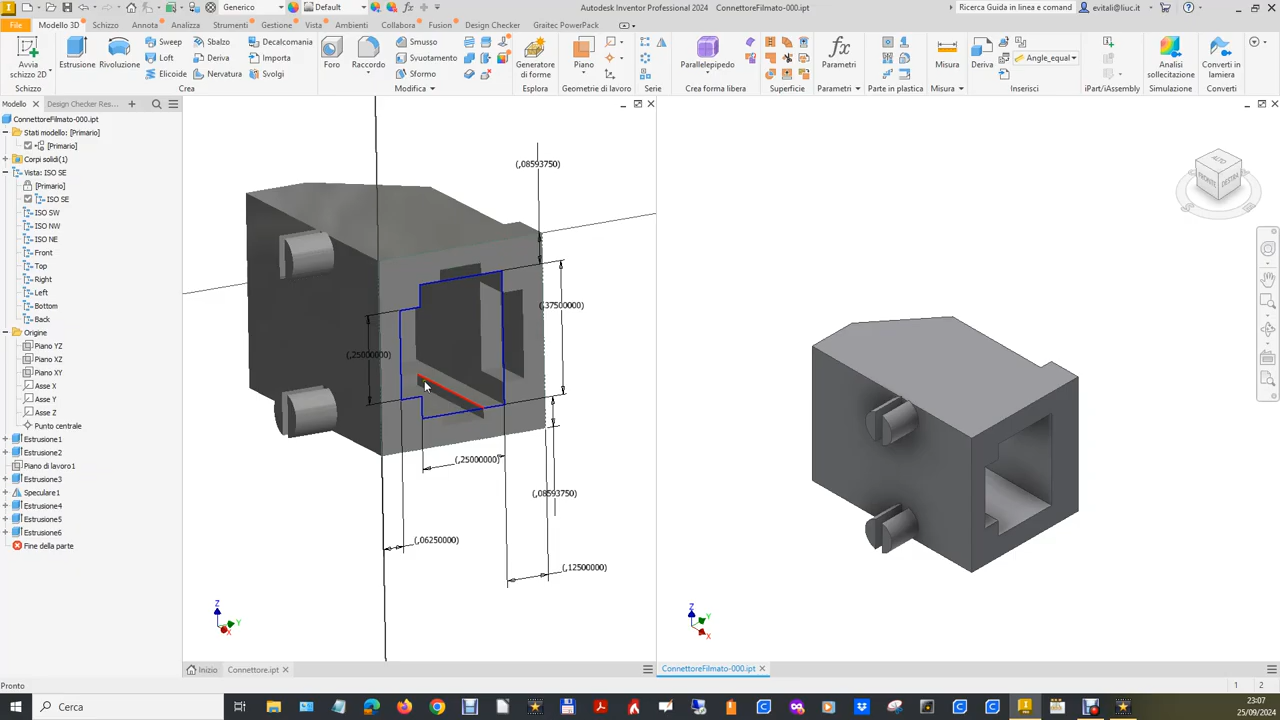 Generico
Default
Autodesk Inventor Professional 2024   ConnettoreFilmato-000.ipt
Ricerca Guida in linea e comandi
evitali@liuc.it
File
Modello 3D
Schizzo
Annota
Analizza
Strumenti
Gestione
Vista
Ambienti
Collabora
Fusion
Design Checker
Graitec PowerPack
Avvia
schizzo 2D
Estrusione
Rivoluzione
Sweep
Loft
Elicoide
Sbalzo
Deriva
Nervatura
Decalcomania
Importa
Svolgi
Foro
Raccordo
Smusso
Svuotamento
Sformo
Generatore
di forme
Piano
Parallelepipedo
fx
Parametri
Misura
Deriva
Angle_equal
Analisi
sollecitazione
Converti in
lamiera
Schizzo
Crea
Modifica
Esplora
Geometrie di lavoro
Serie
Crea forma libera
Superficie
Parametri
Parte in plastica
Misura
Inserisci
iPart/iAssembly
Simulazione
Converti
Modello
Design Checker Res...
ConnettoreFilmato-000.ipt
Stati modello: [Primario]
[Primario]
Corpi solidi(1)
Vista: ISO SE
[Primario]
ISO SE
ISO SW
ISO NW
ISO NE
Front
Top
Right
Left
Bottom
Back
Origine
Piano YZ
Piano XZ
Piano XY
Asse X
Asse Y
Asse Z
Punto centrale
Estrusione1
Estrusione2
Piano di lavoro1
Estrusione3
Speculare1
Estrusione4
Estrusione5
Estrusione6
Fine della parte
(,08593750)
(,37500000)
(,25000000)
(,25000000)
(,08593750)
(,06250000)
(,12500000)
Z
Y
X
Z
Y
X
ALTO
FRONTE
DESTRA
Inizio
Connettore.ipt
ConnettoreFilmato-000.ipt
Pronto
1
2
Cerca
23:07
25/09/2024